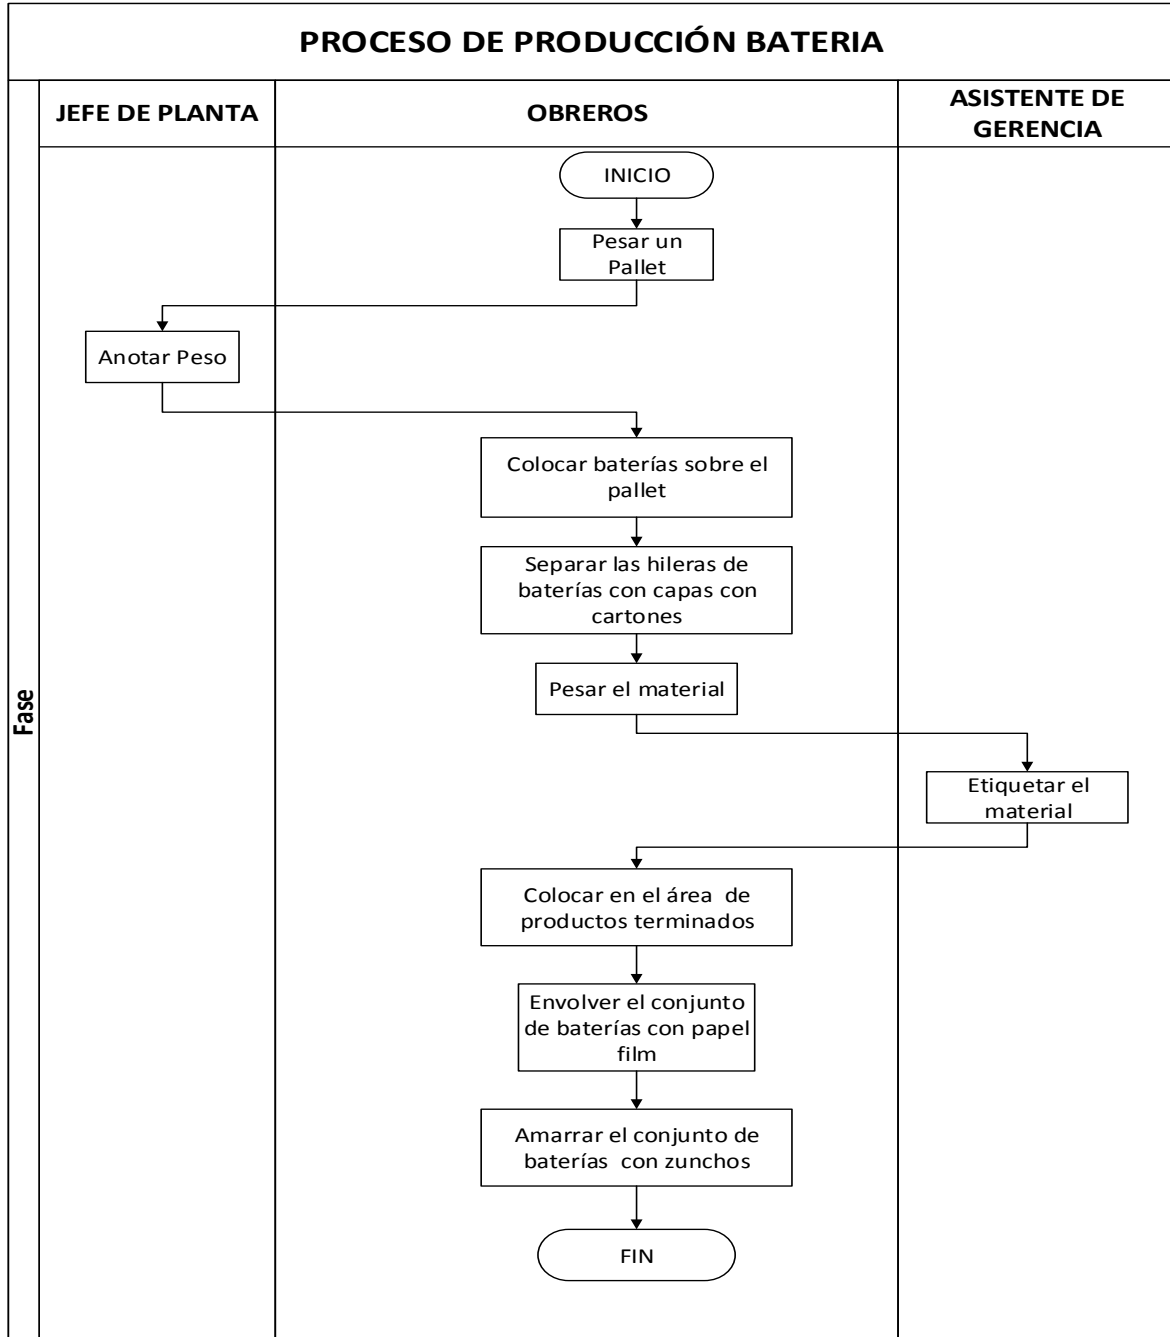 PROCESO DE PRODUCCIÓN BATERIA
Fase
JEFE DE PLANTA
OBREROS
ASISTENTE DE
GERENCIA
INICIO
Pesar un
Pallet
Anotar Peso
Colocar baterías sobre el
pallet
Separar las hileras de
baterías con capas con
cartones
Pesar el material
Etiquetar el
material
Colocar en el área de
productos terminados
Envolver el conjunto
de baterías con papel
film
Amarrar el conjunto de
baterías con zunchos
FIN